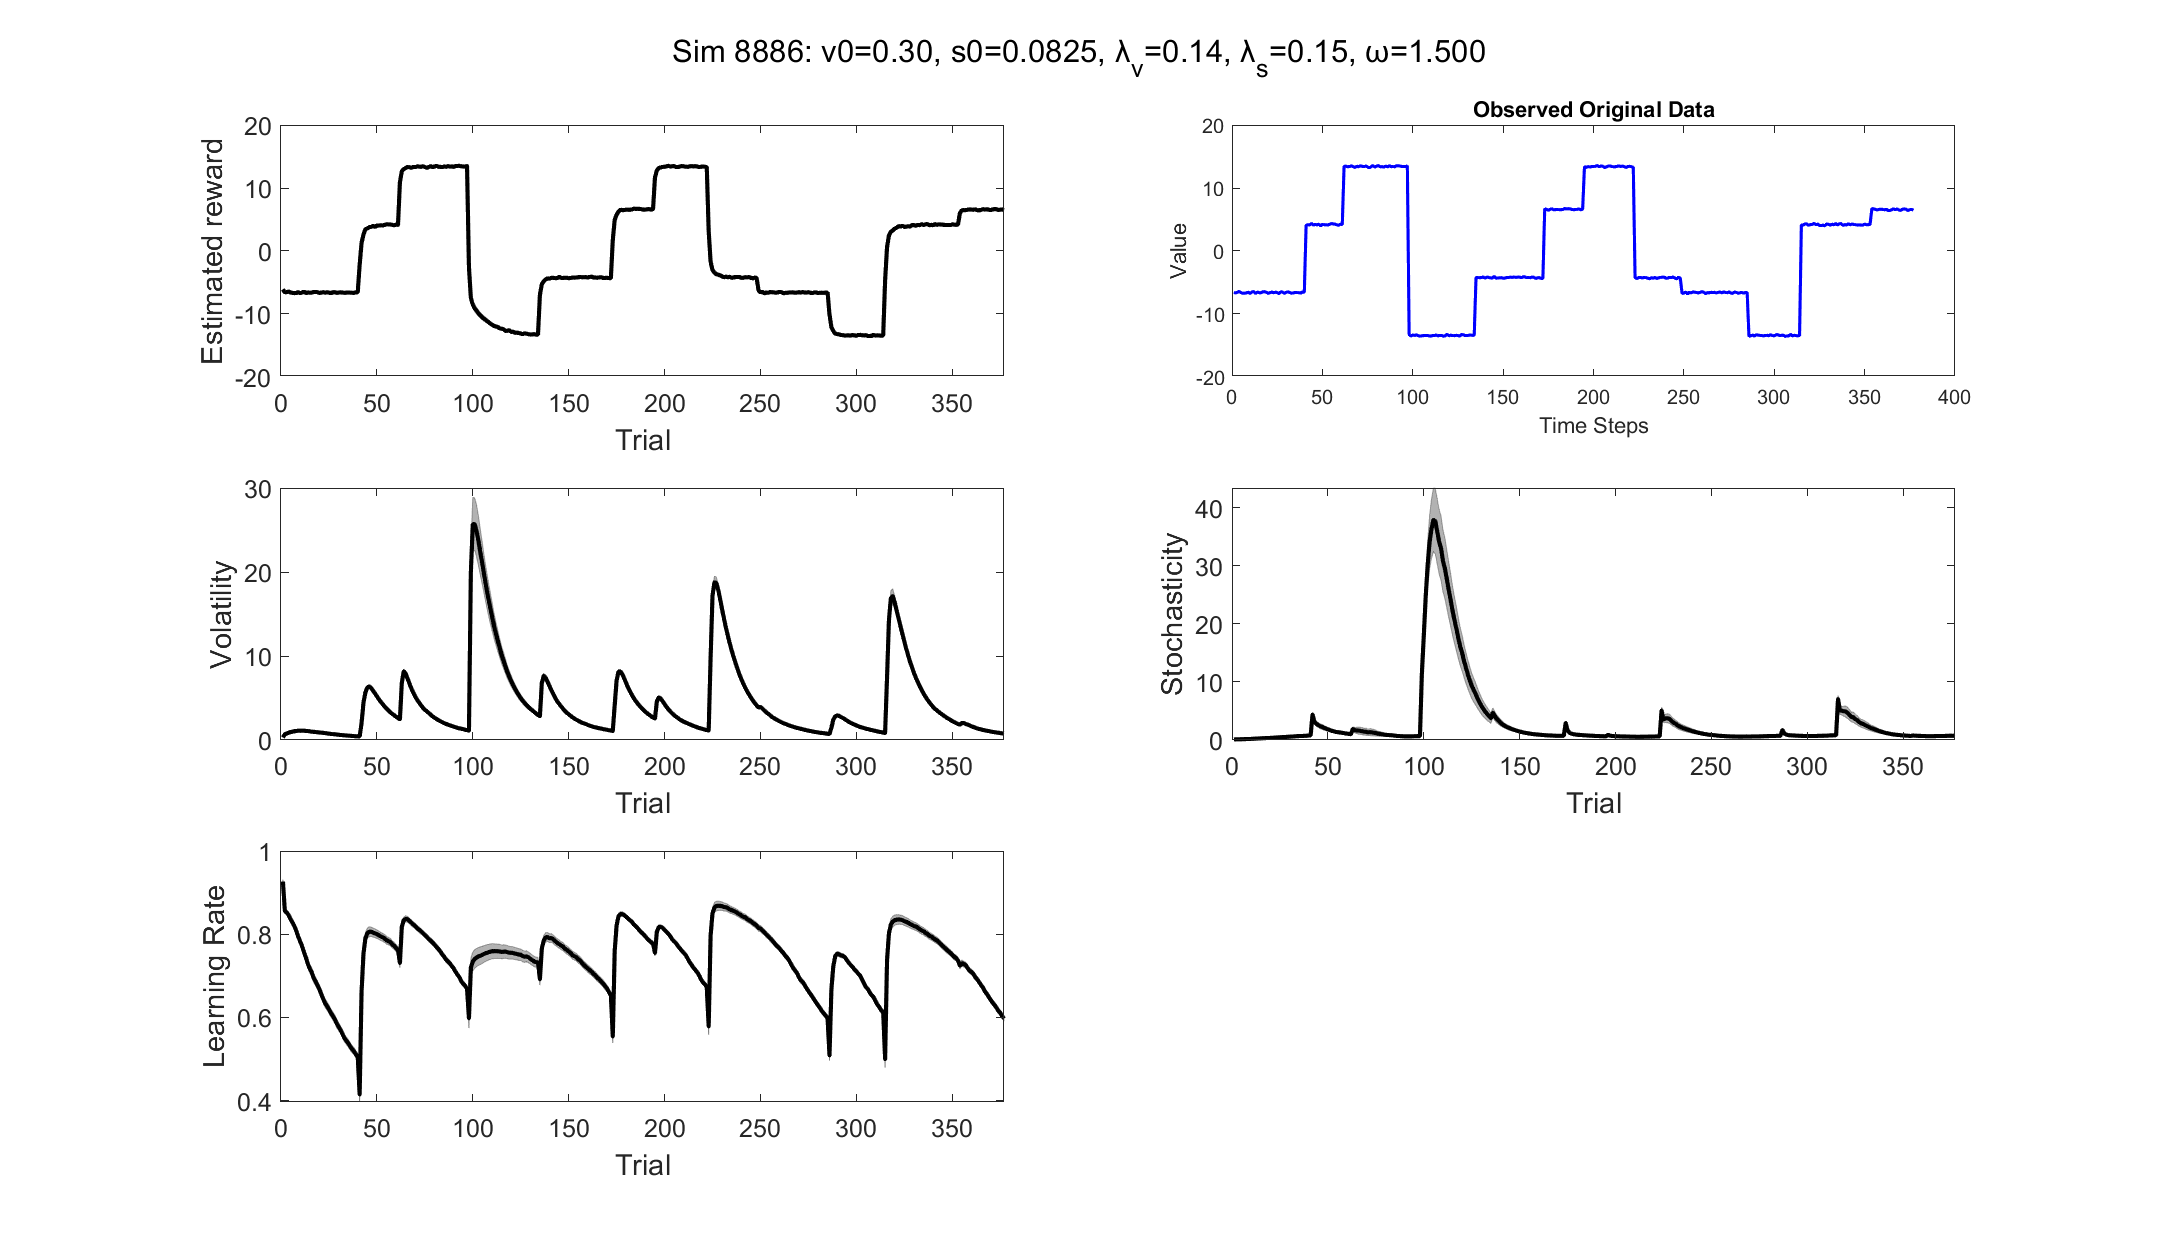 Sim 8886: v0=0.30, s0=0.0825, λ_v=0.14, λ_s=0.15, ω=1.500
Estimated reward
20
10
0
-10
-20
0 50 100 150 200 250 300 350
Trial
Observed Original Data
Value
20
10
0
-10
-20
0 50 100 150 200 250 300 350 400
Time Steps
Volatility
30
20
10
0
0 50 100 150 200 250 300 350
Trial
Stochasticity
40
30
20
10
0
0 50 100 150 200 250 300 350
Trial
Learning Rate
1
0.8
0.6
0.4
0 50 100 150 200 250 300 350
Trial